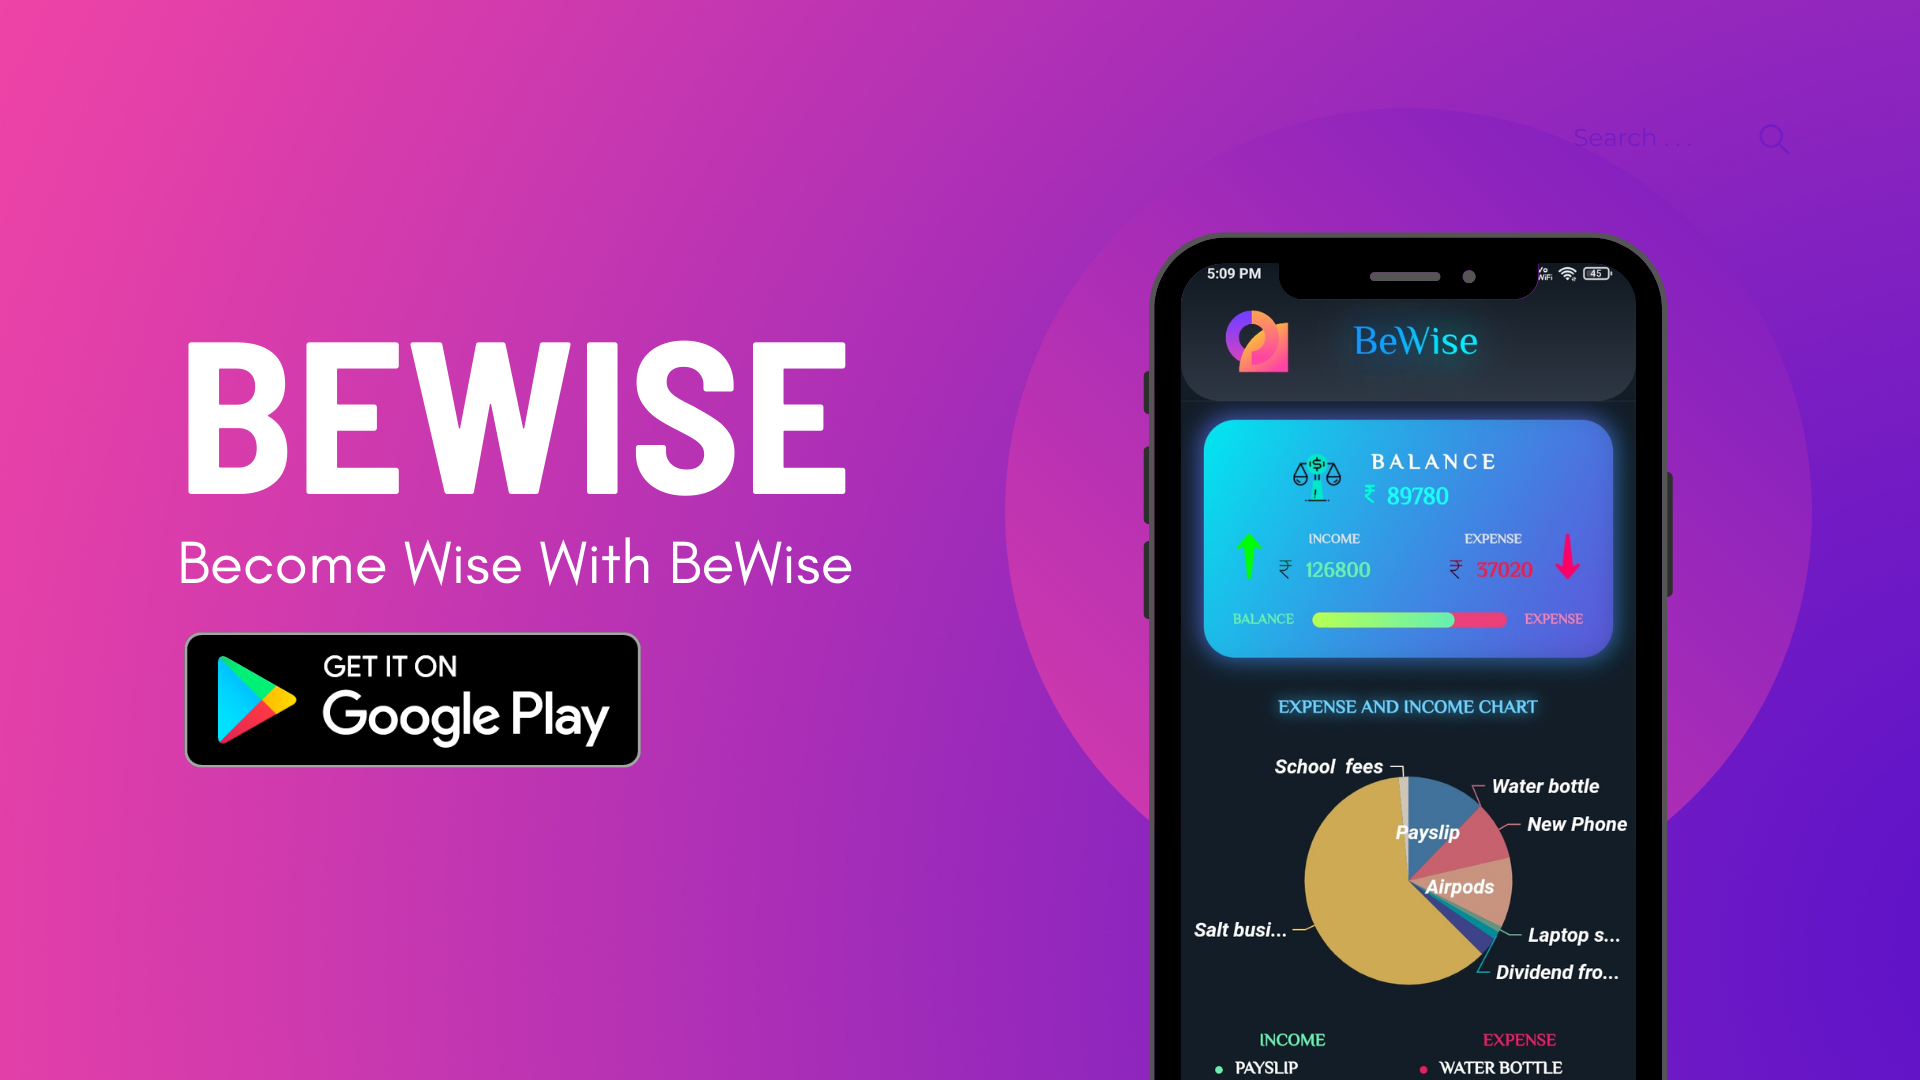 Search . . .
BEWISE
Become Wise With BeWise
GET IT ON
Google Play
5:09 PM
45
BeWise
BALANCE
₹ 89780
INCOME
EXPENSE
₹ 126800
₹ 37020
BALANCE
EXPENSE
EXPENSE AND INCOME CHART
School fees
Water bottle
New Phone
Payslip
Airpods
Salt busi...
Laptop s...
Dividend fro...
INCOME
EXPENSE
PAYSLIP
WATER BOTTLE